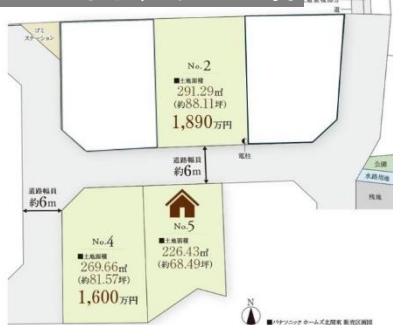 ゴミ
ステーション
No.2
■土地面積
291.29㎡
(約88.11坪)
1,890万円
電柱
道路幅員
約6m
公園
水路用地
残地
道路幅員
約6m
No.4
■土地面積
269.66㎡
(約81.57坪)
1,600万円
No.5
■土地面積
226.43㎡
(約68.49坪)
N
■パナソニック ホームズ北関東 販売区画図